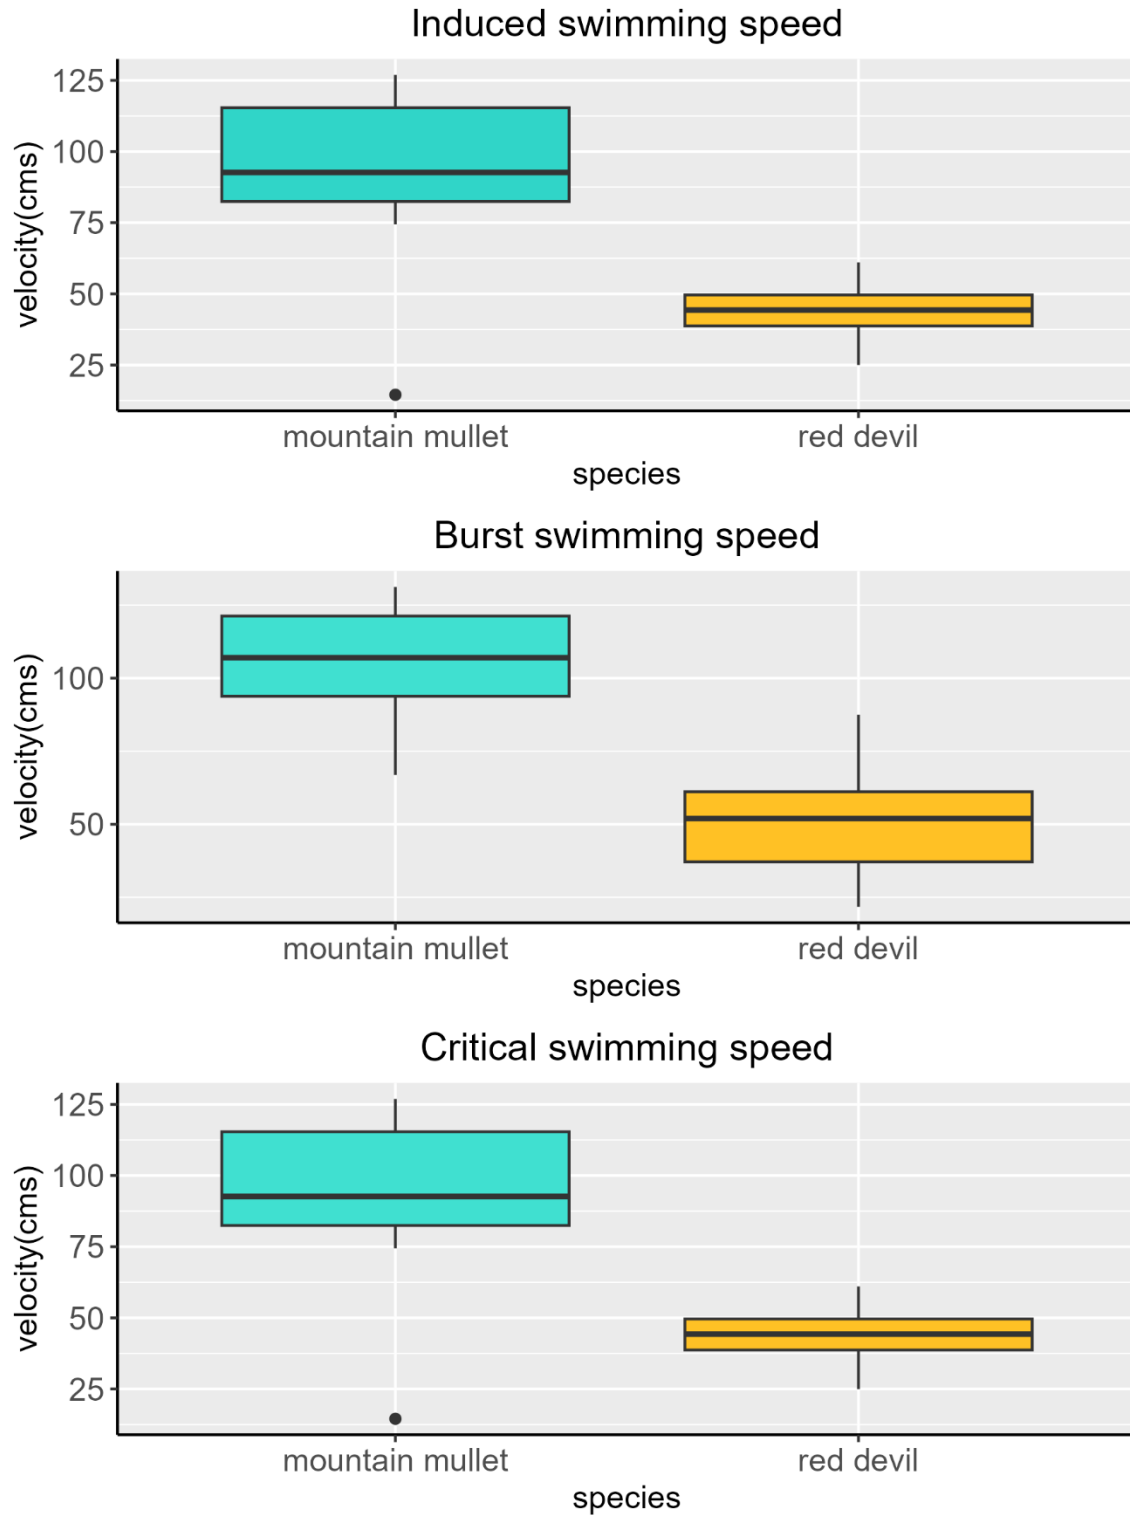 Induced swimming speed
velocity(cms)
125
100
75
50
25
mountain mullet
red devil
species
Burst swimming speed
velocity(cms)
100
50
mountain mullet
red devil
species
Critical swimming speed
velocity(cms)
125
100
75
50
25
mountain mullet
red devil
species